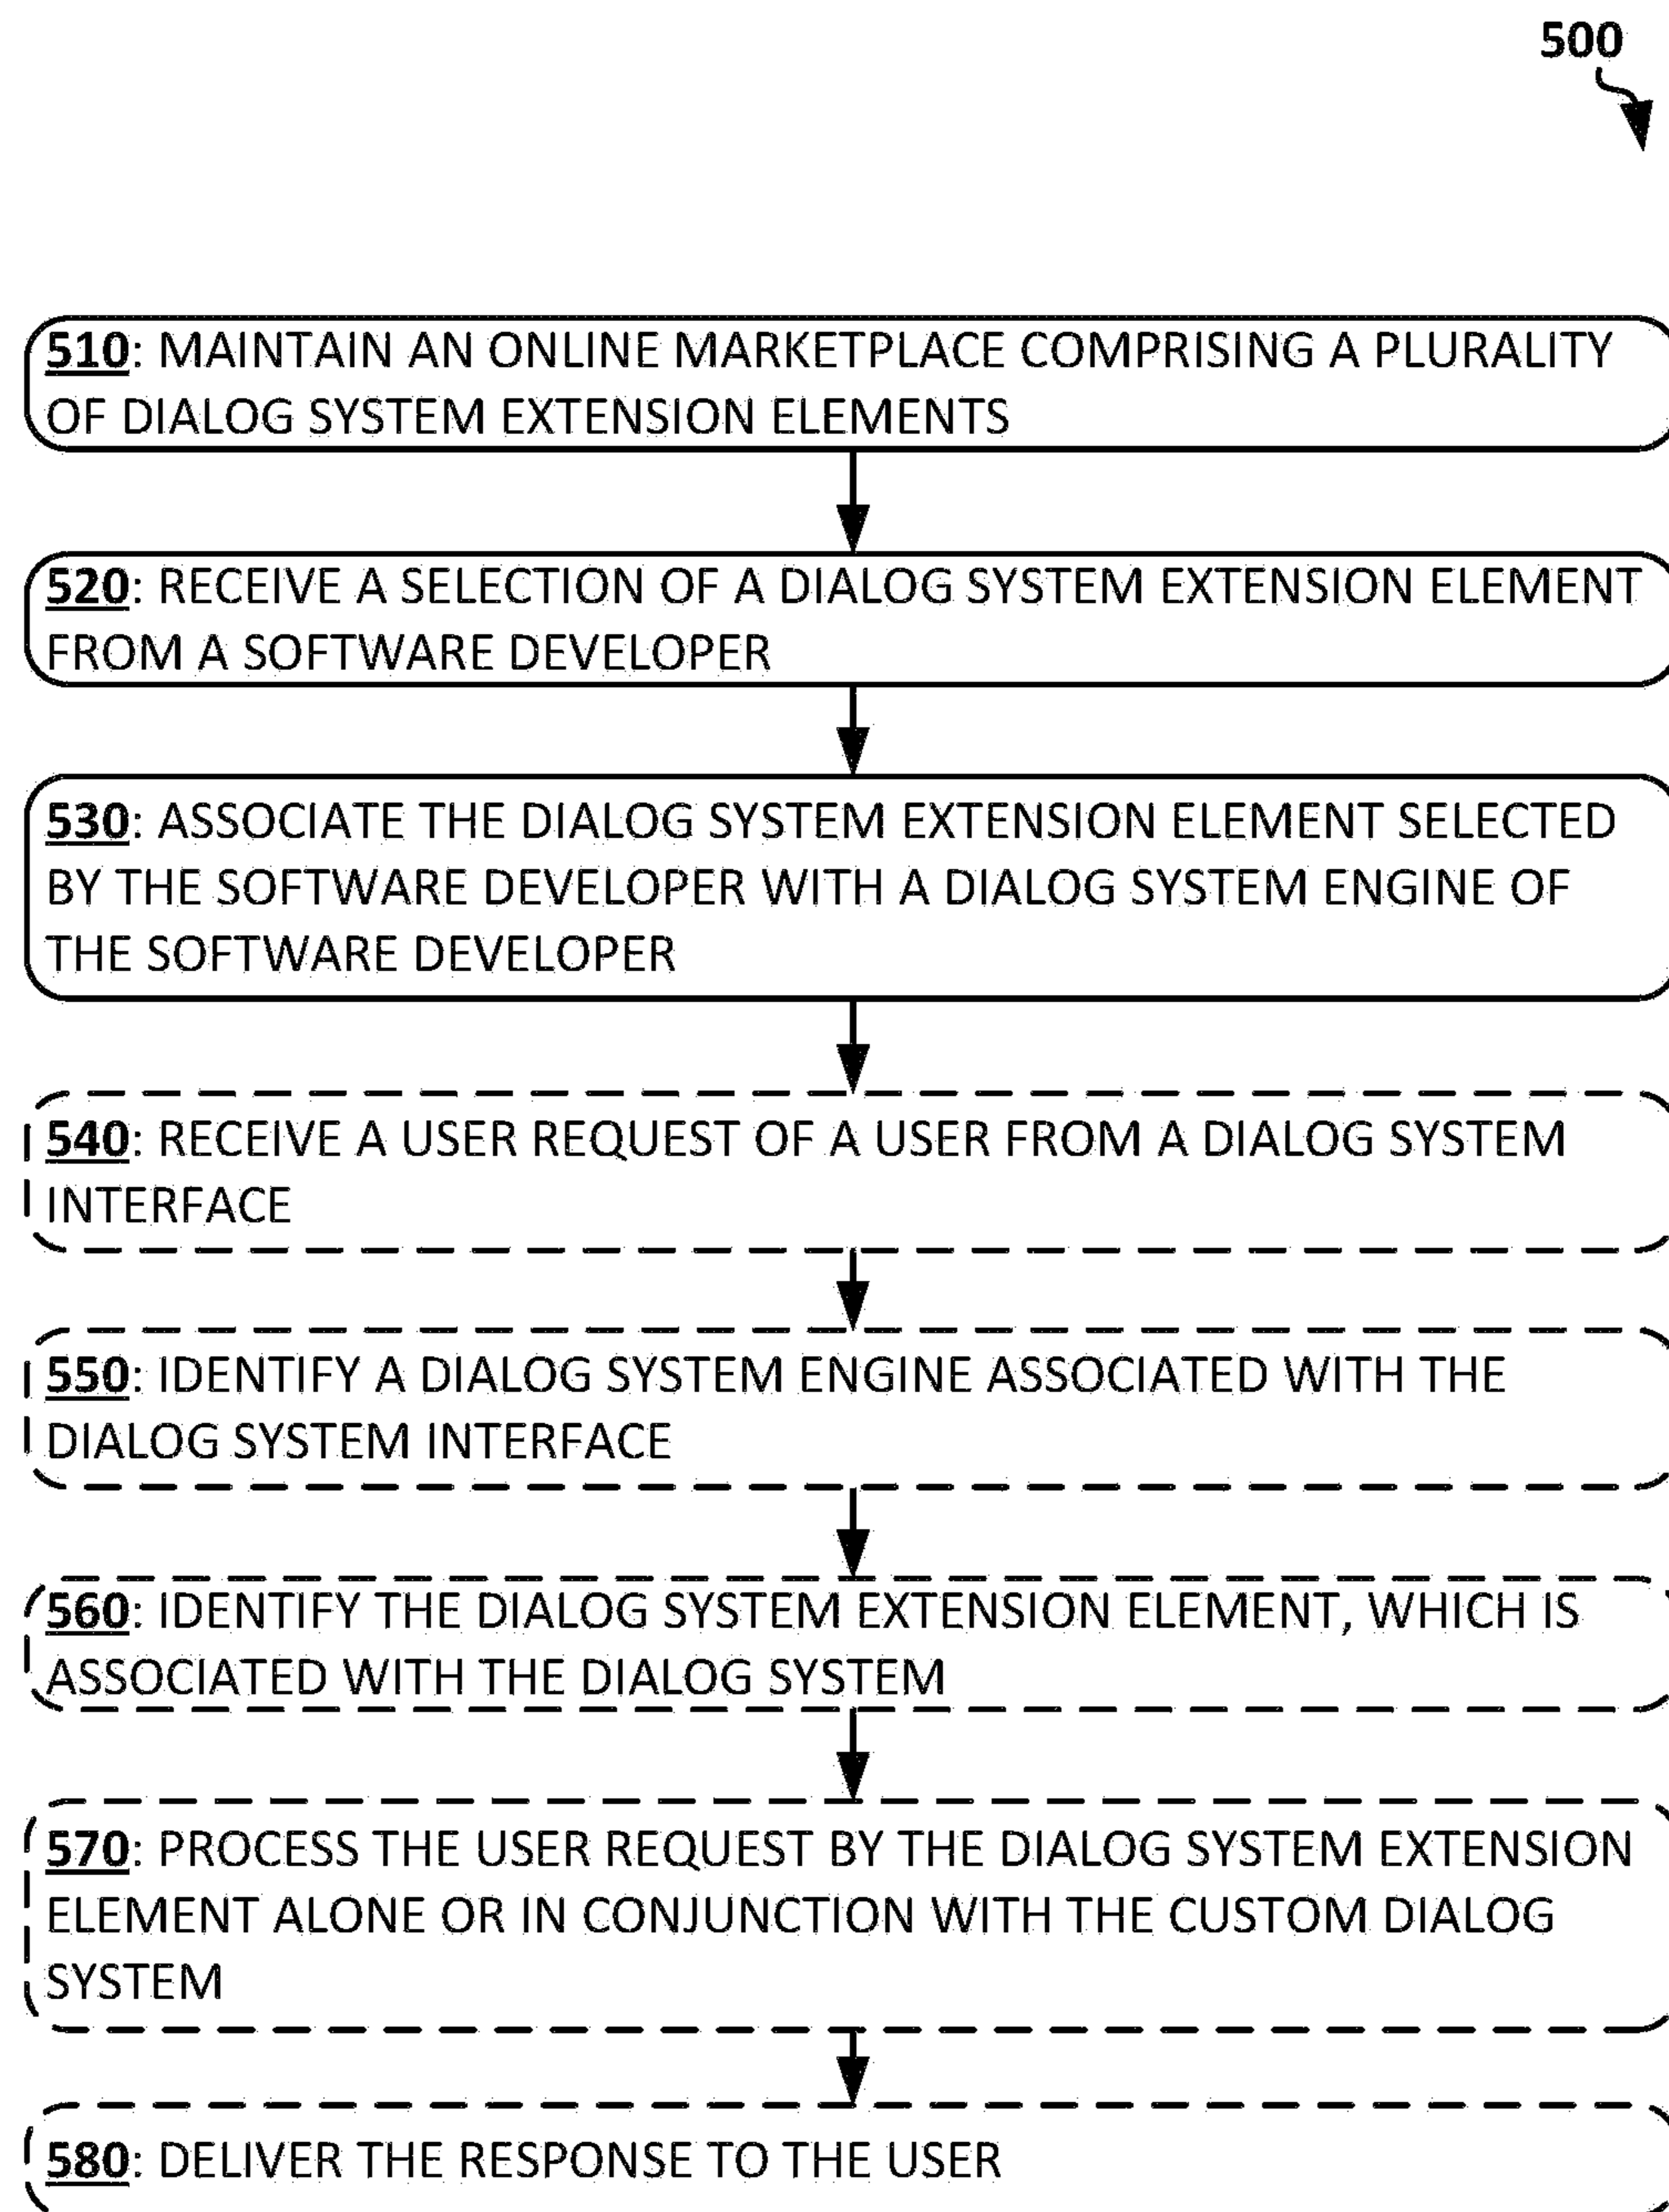 500
510: MAINTAIN AN ONLINE MARKETPLACE COMPRISING A PLURALITY
OF DIALOG SYSTEM EXTENSION ELEMENTS
520: RECEIVE A SELECTION OF A DIALOG SYSTEM EXTENSION ELEMENT
FROM A SOFTWARE DEVELOPER
530: ASSOCIATE THE DIALOG SYSTEM EXTENSION ELEMENT SELECTED
BY THE SOFTWARE DEVELOPER WITH A DIALOG SYSTEM ENGINE OF
THE SOFTWARE DEVELOPER
540: RECEIVE A USER REQUEST OF A USER FROM A DIALOG SYSTEM
INTERFACE
550: IDENTIFY A DIALOG SYSTEM ENGINE ASSOCIATED WITH THE
DIALOG SYSTEM INTERFACE
560: IDENTIFY THE DIALOG SYSTEM EXTENSION ELEMENT, WHICH IS
ASSOCIATED WITH THE DIALOG SYSTEM
570: PROCESS THE USER REQUEST BY THE DIALOG SYSTEM EXTENSION
ELEMENT ALONE OR IN CONJUNCTION WITH THE CUSTOM DIALOG
SYSTEM
580: DELIVER THE RESPONSE TO THE USER